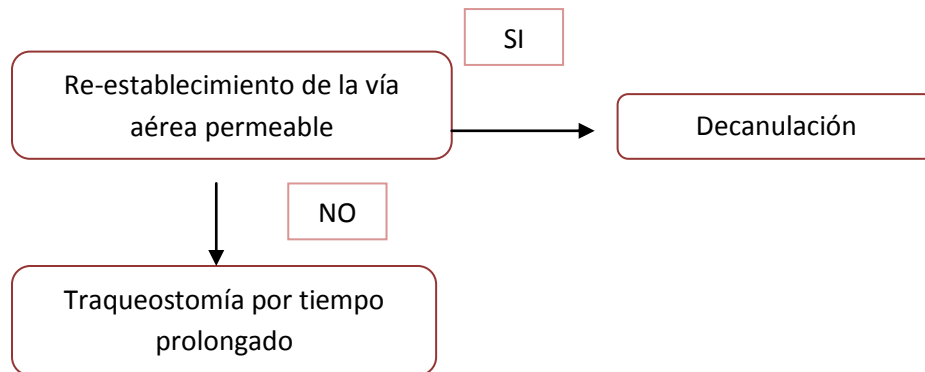 SI
Re-establecimiento de la vía
aérea permeable
Decanulación
NO
Traqueostomía por tiempo
prolongado